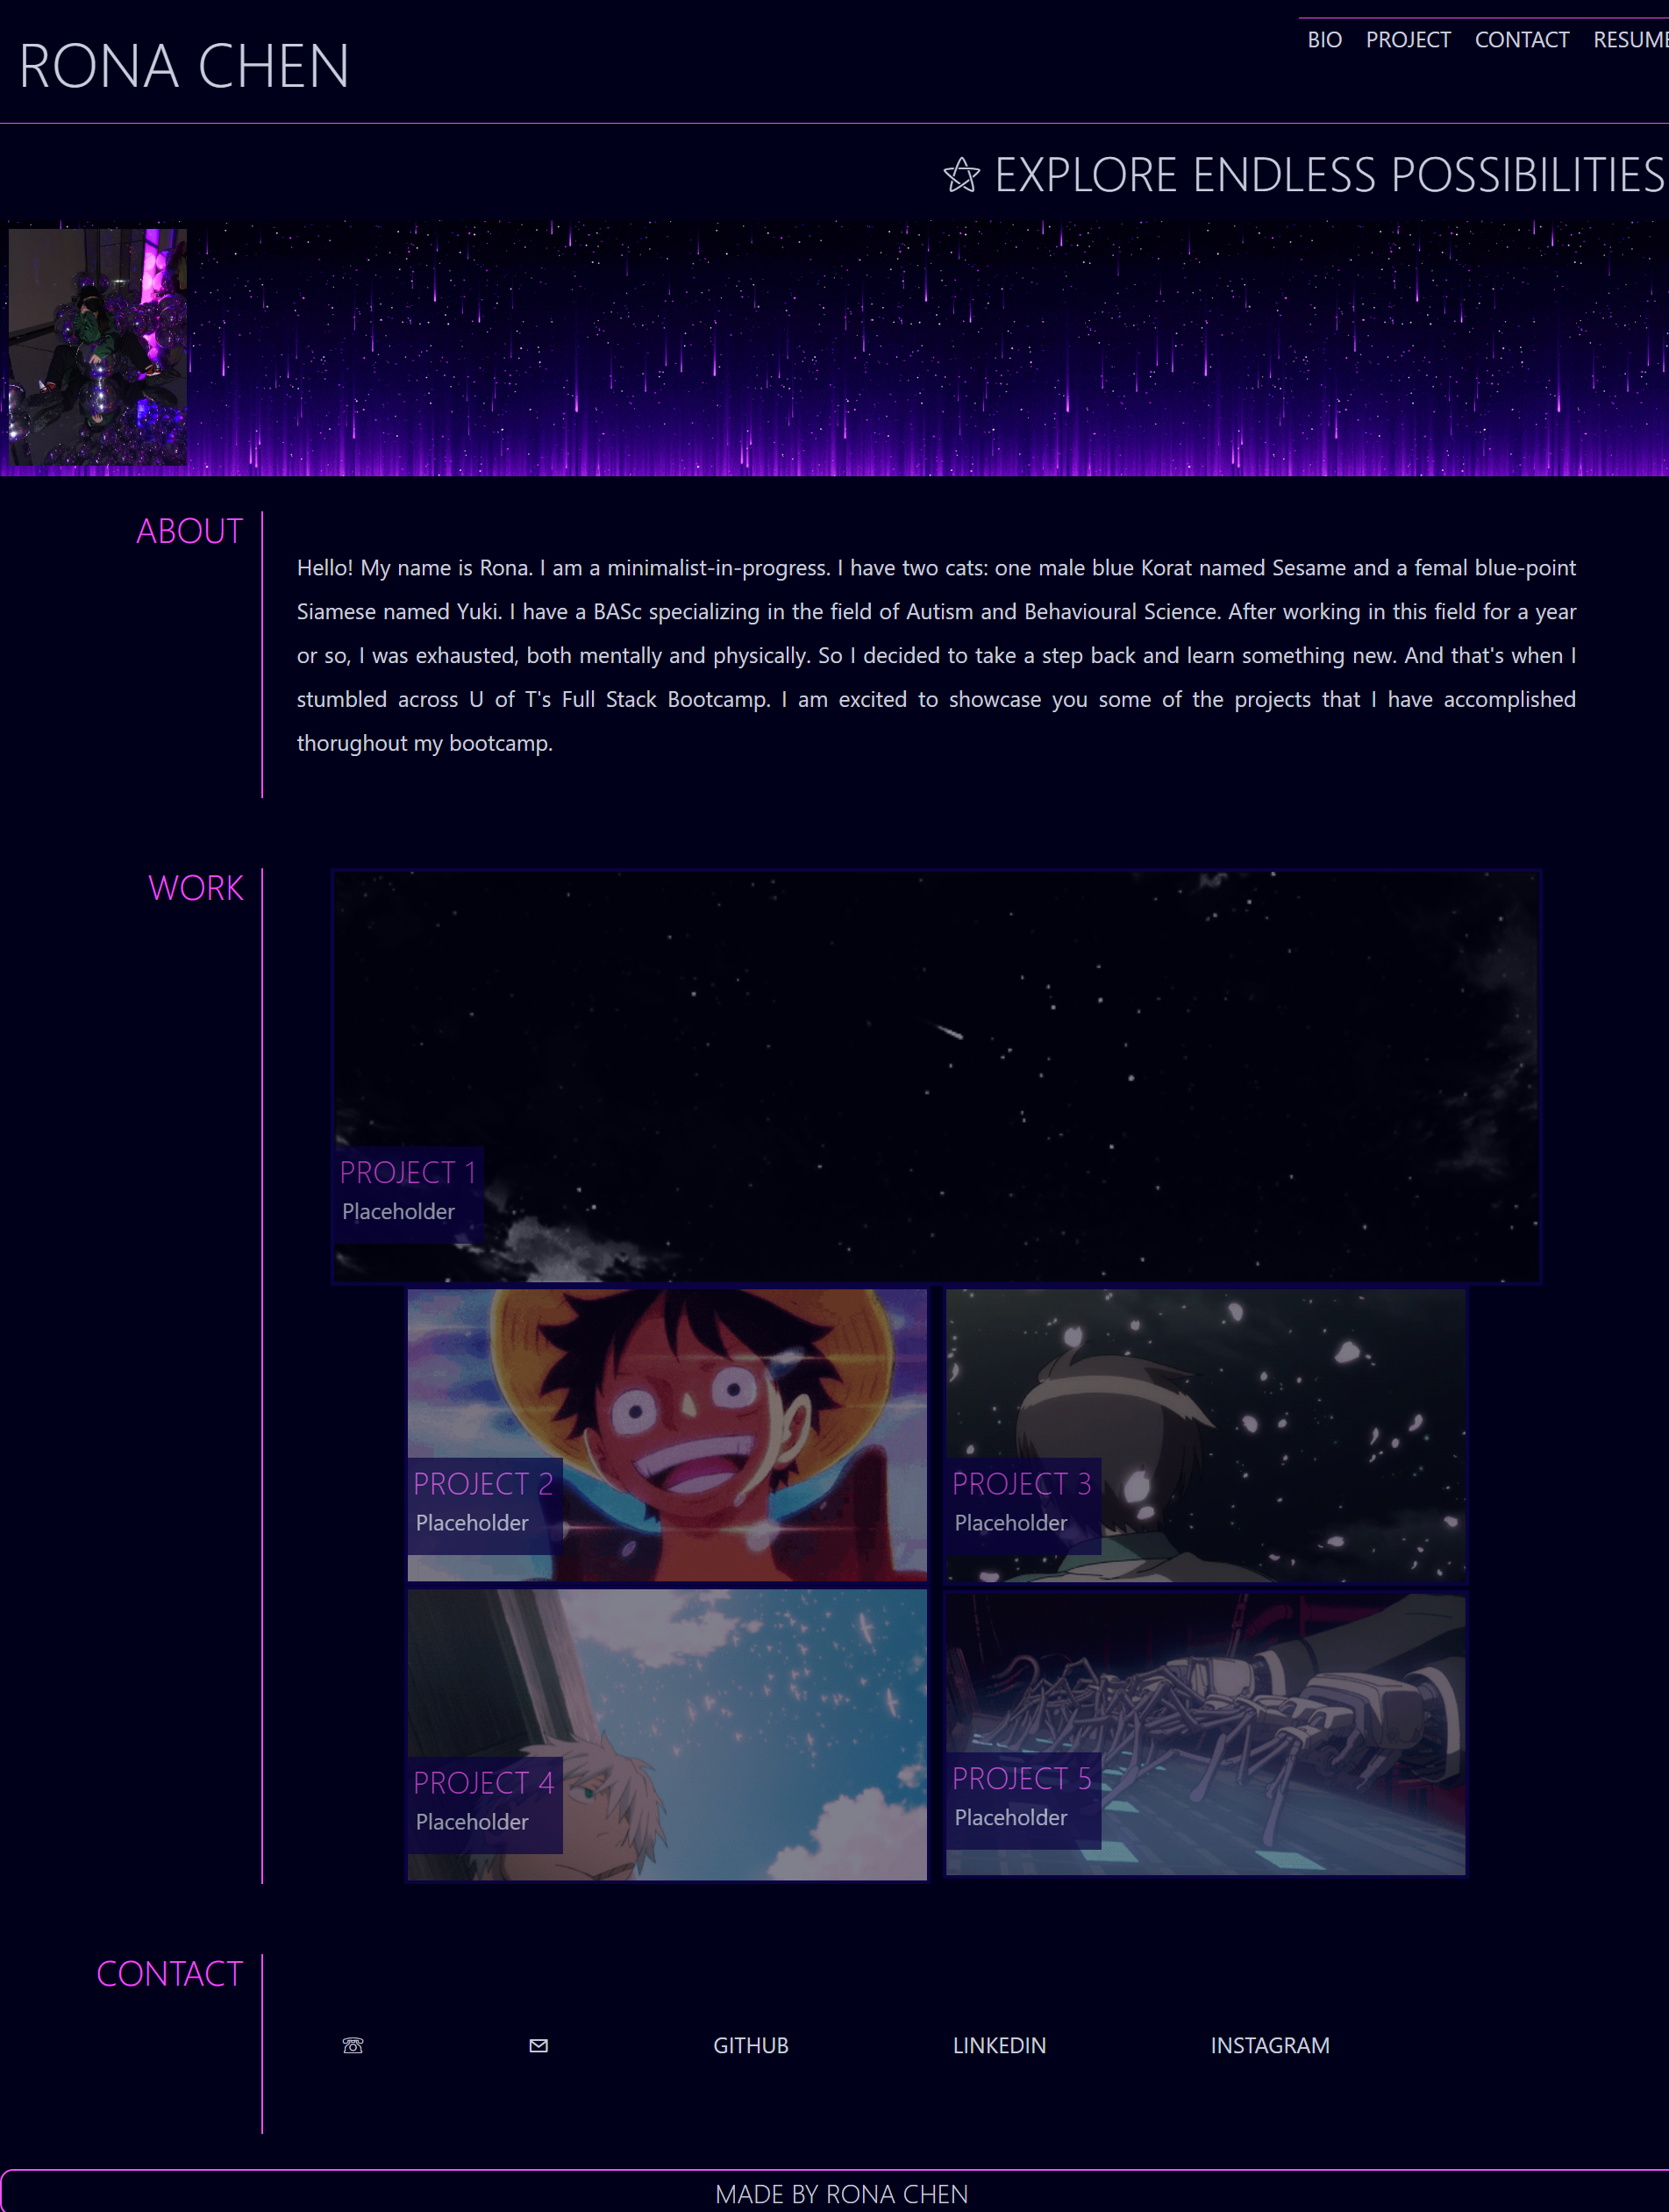 RONA CHEN
BIO PROJECT CONTACT RESUME
☆ EXPLORE ENDLESS POSSIBILITIES
ABOUT
Hello! My name is Rona. I am a minimalist-in-progress. I have two cats: one male blue Korat named Sesame and a femal blue-point
Siamese named Yuki. I have a BASc specializing in the field of Autism and Behavioural Science. After working in this field for a year
or so, I was exhausted, both mentally and physically. So I decided to take a step back and learn something new. And that's when I
stumbled across U of T's Full Stack Bootcamp. I am excited to showcase you some of the projects that I have accomplished
thorughout my bootcamp.
WORK
PROJECT 1
Placeholder
PROJECT 2
Placeholder
PROJECT 3
Placeholder
PROJECT 4
Placeholder
PROJECT 5
Placeholder
CONTACT
☏ ✉ GITHUB LINKEDIN INSTAGRAM
MADE BY RONA CHEN